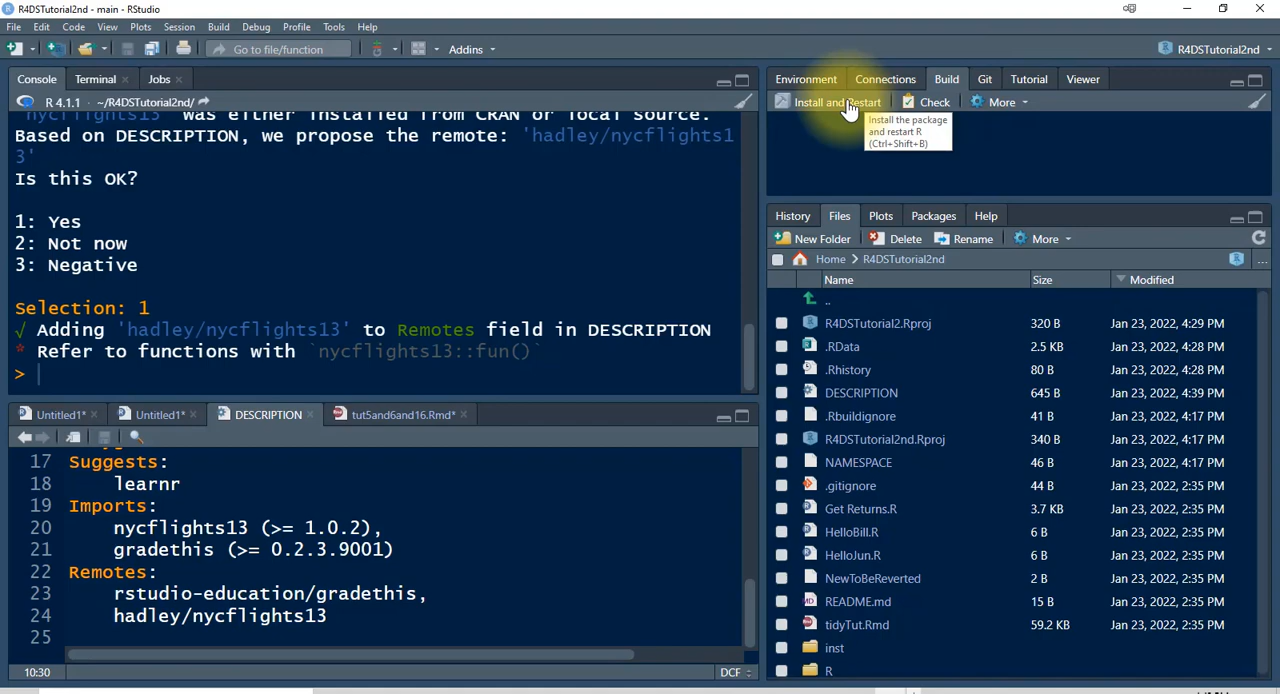 R4DSTutorial2nd - main - RStudio
File Edit Code View Plots Session Build Debug Profile Tools Help
Go to file/function Addins R4DSTutorial2nd
Console Terminal Jobs
R 4.1.1 · ~/R4DSTutorial2nd/
'nycflights13' was either installed from CRAN or local source.
Based on DESCRIPTION, we propose the remote: 'hadley/nycflights1
3'
Is this OK?
1: Yes
2: Not now
3: Negative
Selection: 1
√ Adding 'hadley/nycflights13' to Remotes field in DESCRIPTION
* Refer to functions with `nycflights13::fun()`
>
Untitled1* Untitled1* DESCRIPTION tut5and6and16.Rmd*
17 Suggests:
18 learnr
19 Imports:
20 nycflights13 (>= 1.0.2),
21 gradethis (>= 0.2.3.9001)
22 Remotes:
23 rstudio-education/gradethis,
24 hadley/nycflights13
25
10:30 DCF
Environment Connections Build Git Tutorial Viewer
Install and Restart Check More
Install the package
and restart R
(Ctrl+Shift+B)
History Files Plots Packages Help
New Folder Delete Rename More
Home > R4DSTutorial2nd ...
Name Size Modified
..
R4DSTutorial2.Rproj 320 B Jan 23, 2022, 4:29 PM
.RData 2.5 KB Jan 23, 2022, 4:28 PM
.Rhistory 80 B Jan 23, 2022, 4:28 PM
DESCRIPTION 645 B Jan 23, 2022, 4:39 PM
.Rbuildignore 41 B Jan 23, 2022, 4:17 PM
R4DSTutorial2nd.Rproj 340 B Jan 23, 2022, 4:17 PM
NAMESPACE 46 B Jan 23, 2022, 4:17 PM
.gitignore 44 B Jan 23, 2022, 2:35 PM
Get Returns.R 3.7 KB Jan 23, 2022, 2:35 PM
HelloBill.R 6 B Jan 23, 2022, 2:35 PM
HelloJun.R 6 B Jan 23, 2022, 2:35 PM
NewToBeReverted 2 B Jan 23, 2022, 2:35 PM
README.md 15 B Jan 23, 2022, 2:35 PM
tidyTut.Rmd 59.2 KB Jan 23, 2022, 2:35 PM
inst
R